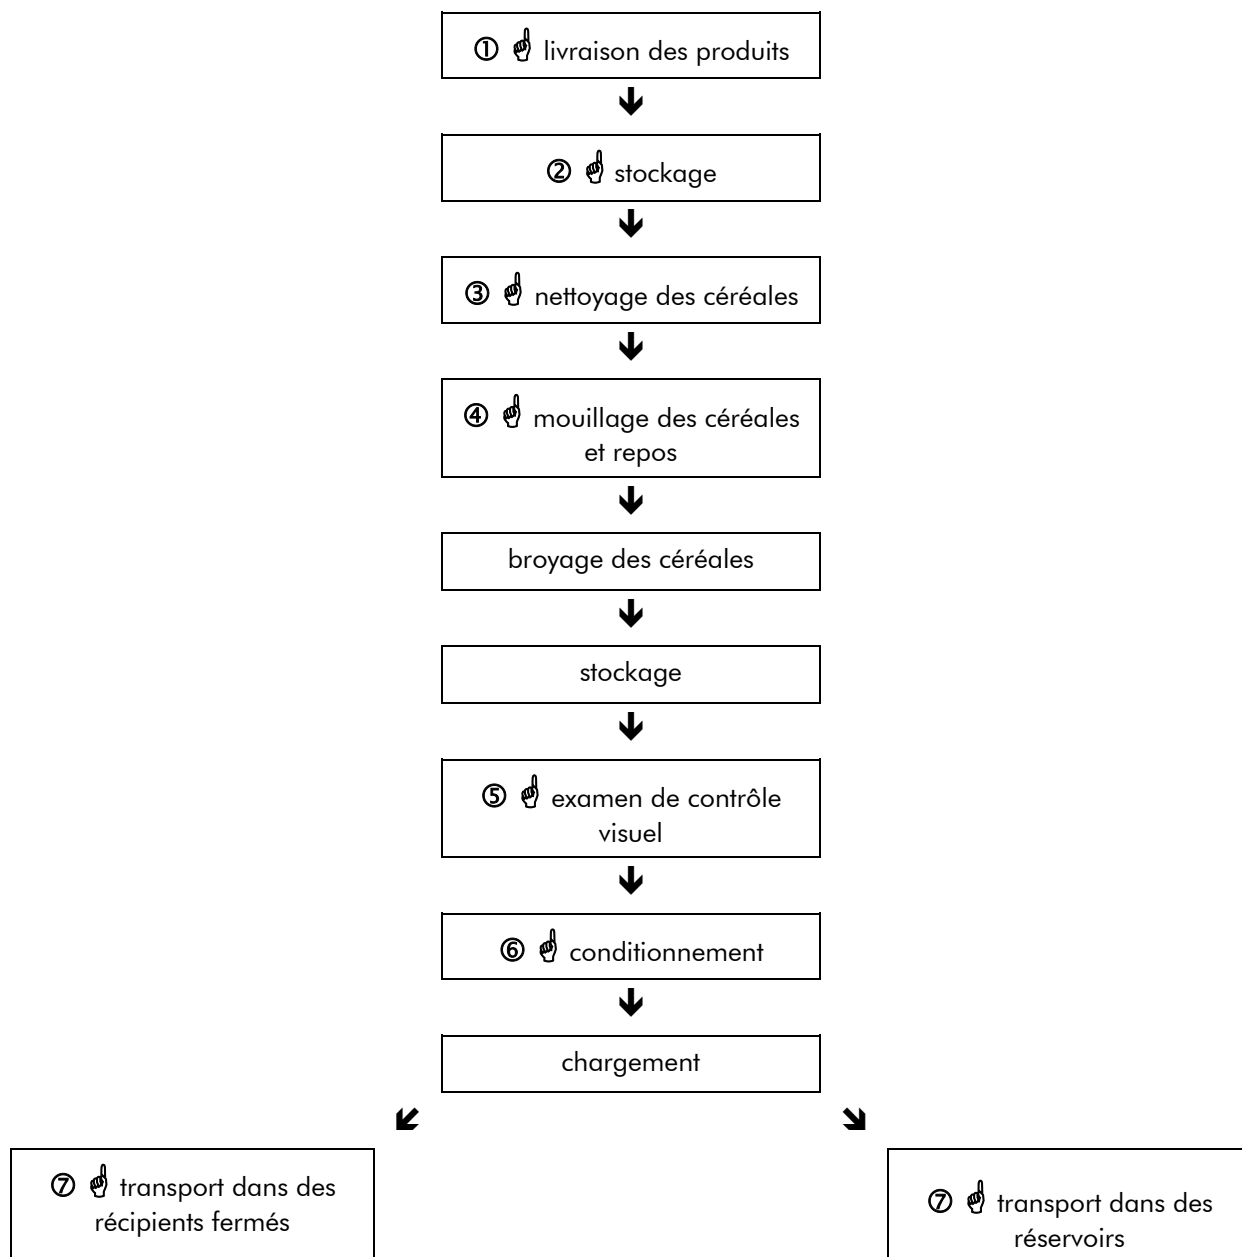 ① ☝ livraison des produits
🡳
② ☝ stockage
🡳
③ ☝ nettoyage des céréales
🡳
④ ☝ mouillage des céréales
et repos
🡳
broyage des céréales
🡳
stockage
🡳
⑤ ☝ examen de contrôle
visuel
🡳
⑥ ☝ conditionnement
🡳
chargement
🡷 🡶
⑦ ☝ transport dans des
récipients fermés
⑦ ☝ transport dans des
réservoirs